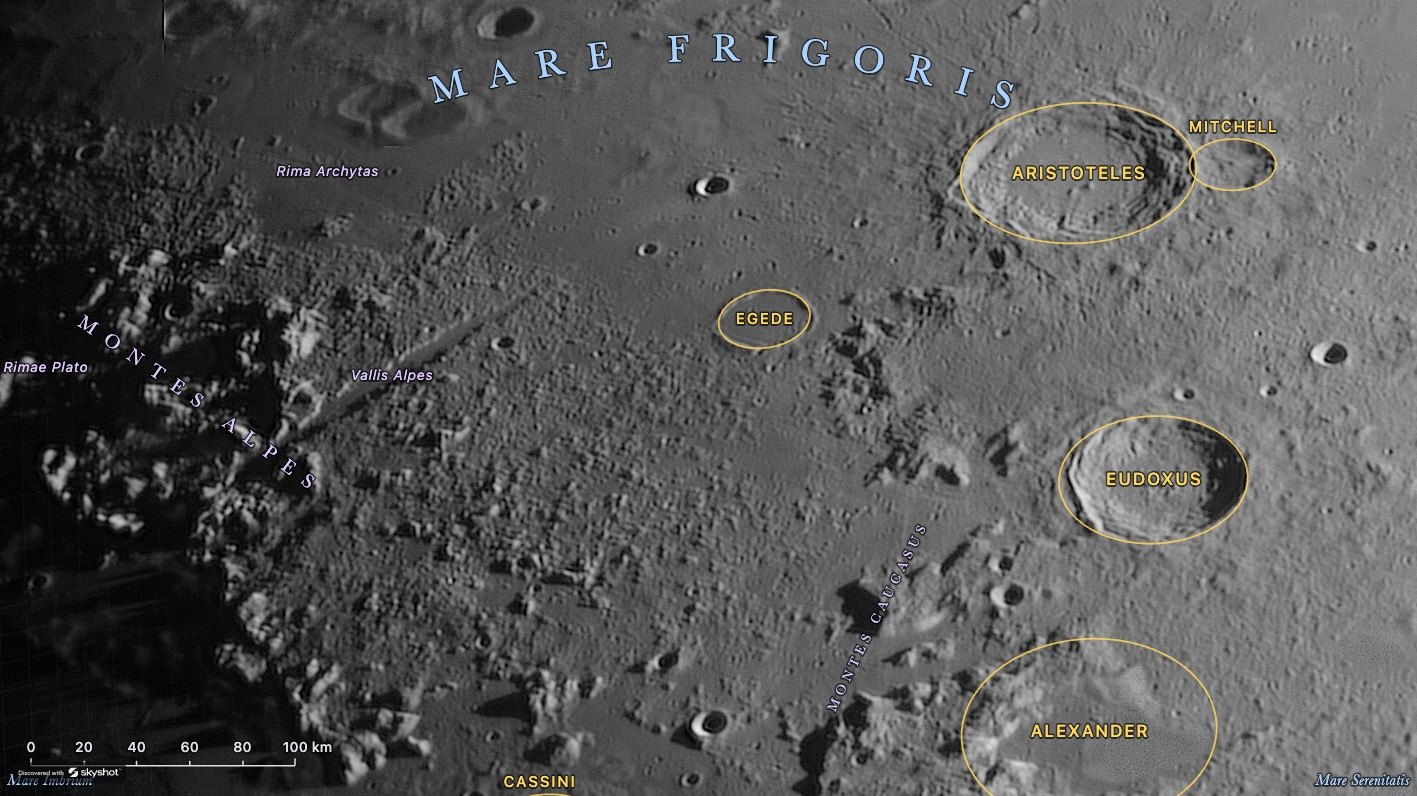 MARE FRIGORIS
MITCHELL
ARISTOTELES
Rima Archytas
EGEDE
MONTES ALPES
Rimae Plato
Vallis Alpes
EUDOXUS
MONTES CAUCASUS
ALEXANDER
0 20 40 60 80 100 km
Discovered with skyshot
Mare Imbrium
CASSINI
Mare Serenitatis